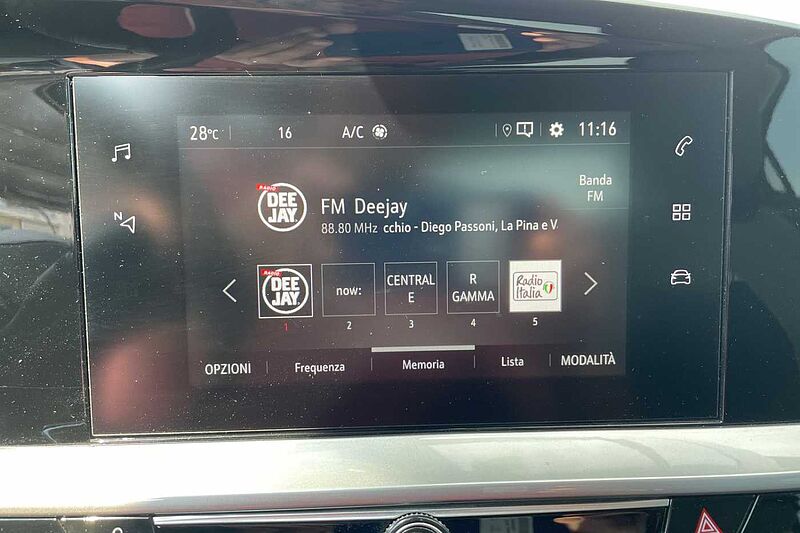 28°C 16 A/C 11:16
N
RADIO
DEE
JAY
FM Deejay
88.80 MHz cchio - Diego Passoni, La Pina e V
Banda
FM
RADIO
DEE
JAY
now:
CENTRAL
E
R
GAMMA
Radio
Italia
1 2 3 4 5
OPZIONI Frequenza Memoria Lista MODALITÀ